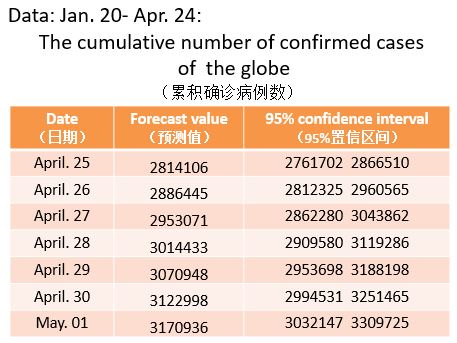 Data: Jan. 20- Apr. 24:
The cumulative number of confirmed cases
of the globe
（累积确诊病例数）
Date Forecast value 95% confidence interval
（日期） （预测值） （95%置信区间）
April. 25 2814106 2761702 2866510
April. 26 2886445 2812325 2960565
April. 27 2953071 2862280 3043862
April. 28 3014433 2909580 3119286
April. 29 3070948 2953698 3188198
April. 30 3122998 2994531 3251465
May. 01 3170936 3032147 3309725